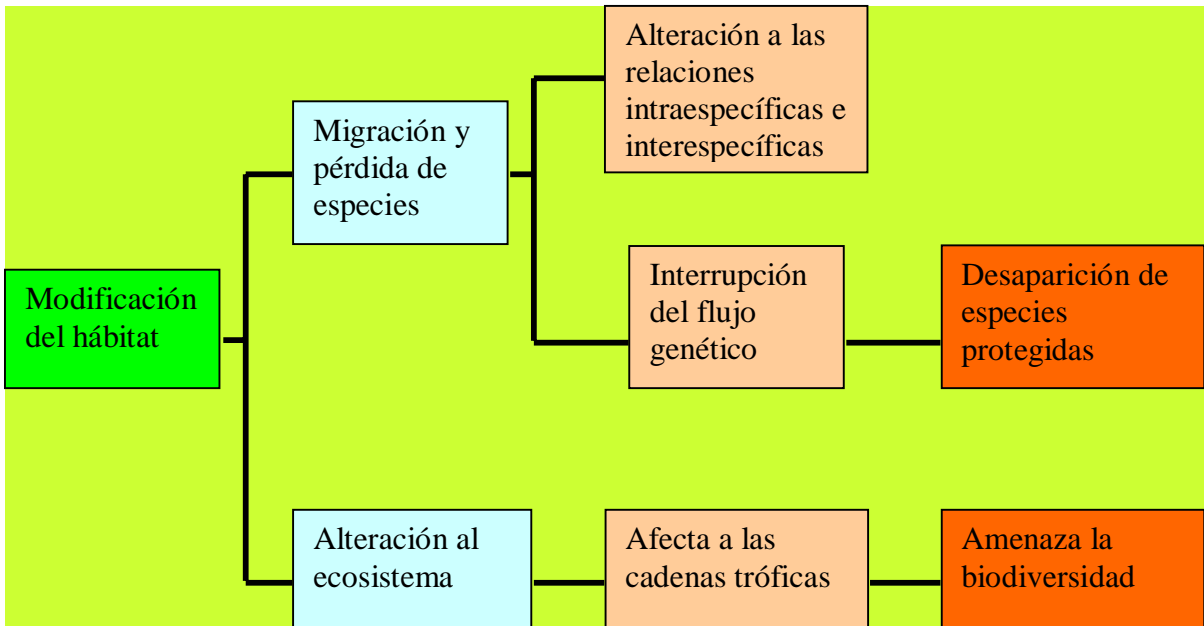 Alteración a las
relaciones
intraespecíficas e
interespecíficas
Migración y
pérdida de
especies
Interrupción
del flujo
genético
Desaparición de
especies
protegidas
Modificación
del hábitat
Alteración al
ecosistema
Afecta a las
cadenas tróficas
Amenaza la
biodiversidad